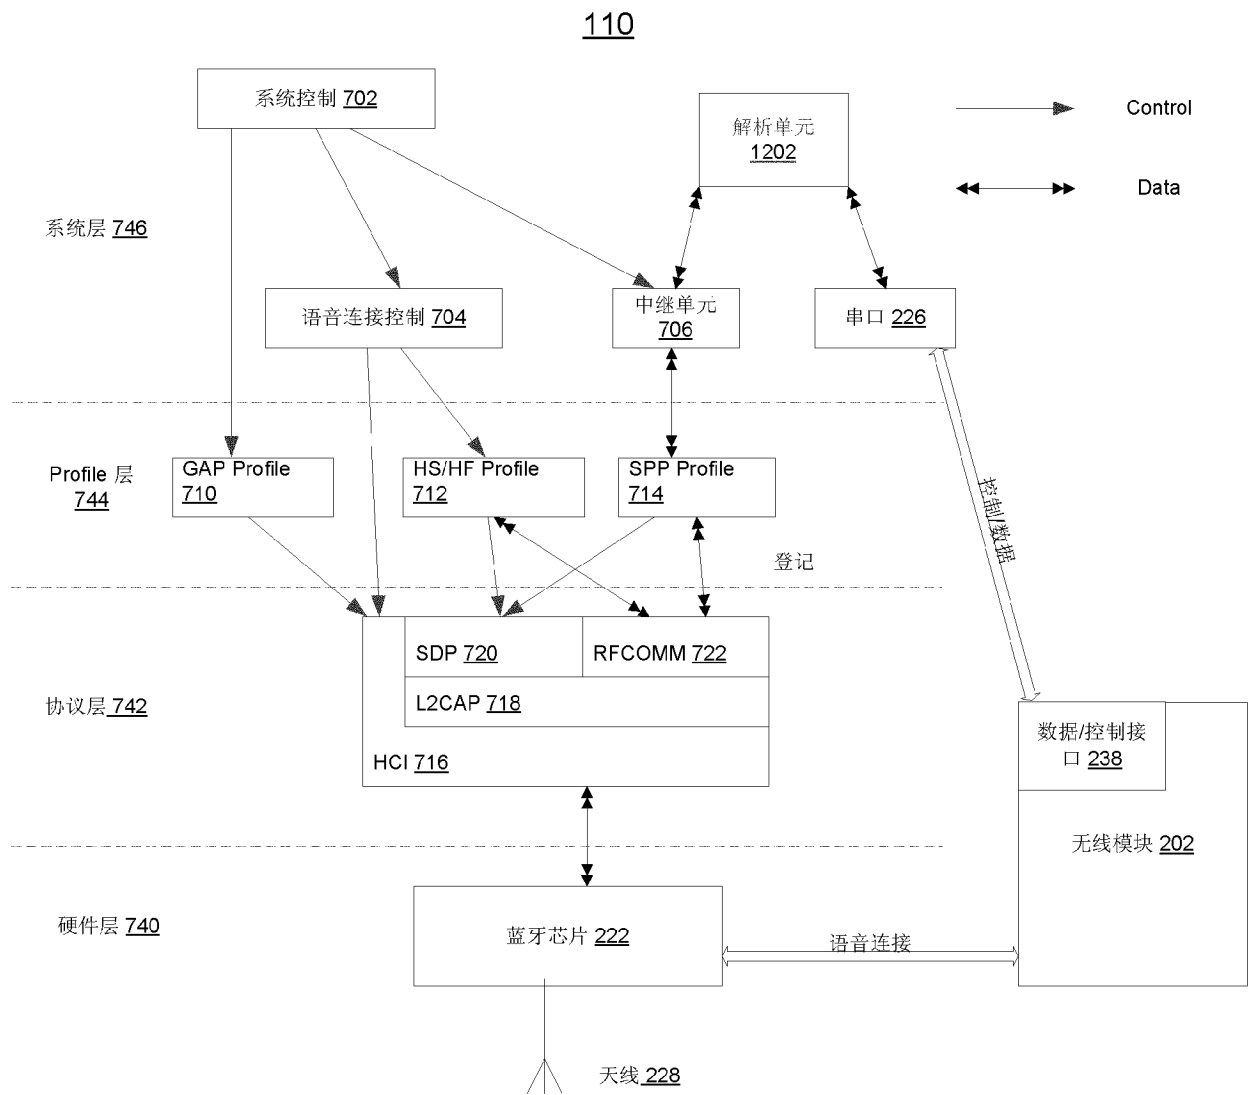 110
系统控制 702
解析单元
1202
Control
Data
系统层 746
语音连接控制 704
中继单元
706
串口 226
Profile 层
744
GAP Profile
710
HS/HF Profile
712
SPP Profile
714
控制/数据
登记
SDP 720
RFCOMM 722
L2CAP 718
协议层 742
HCI 716
数据/控制接
口 238
无线模块 202
硬件层 740
蓝牙芯片 222
语音连接
天线 228